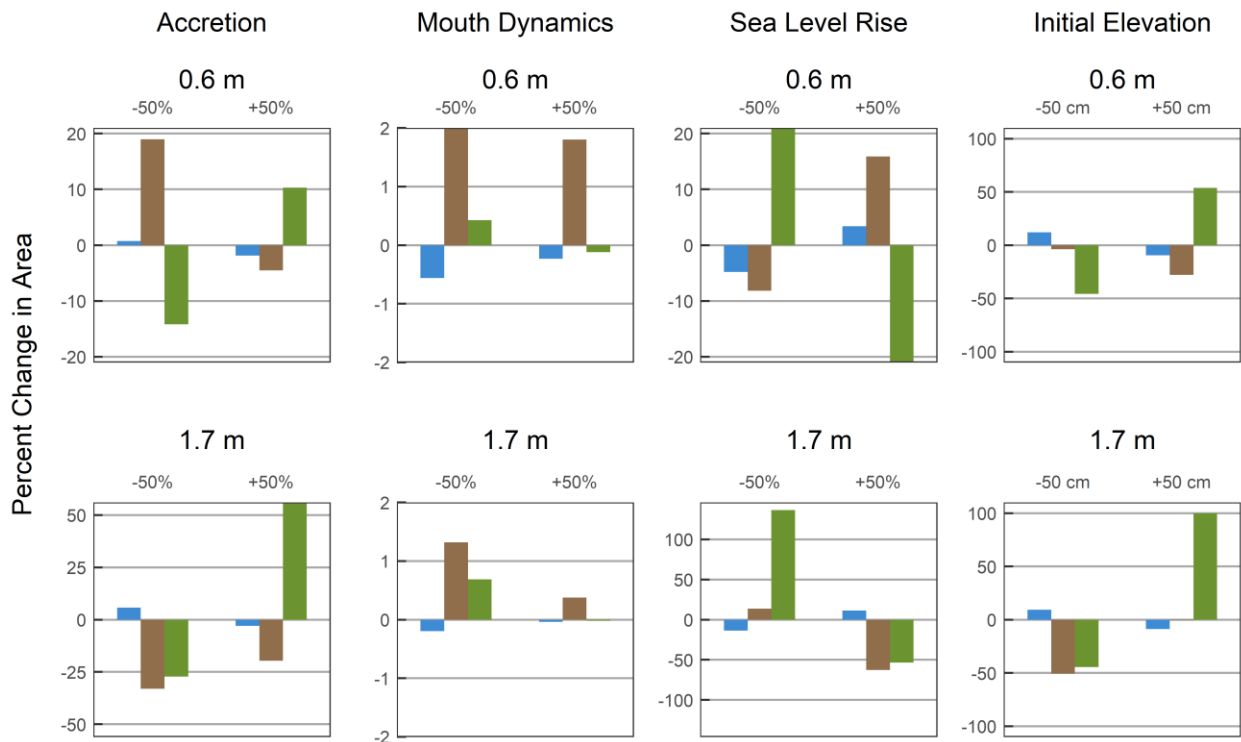 Accretion Mouth Dynamics Sea Level Rise Initial Elevation
0.6 m 0.6 m 0.6 m 0.6 m
-50% +50% -50% +50% -50% +50% -50 cm +50 cm
20 2 20 100
10 1 10 50
0 0 0 0
-10 -1 -10 -50
-20 -2 -20 -100
Percent Change in Area
1.7 m 1.7 m 1.7 m 1.7 m
-50% +50% -50% +50% -50% +50% -50 cm +50 cm
50 2 100 100
25 1 50 50
0 0 0 0
-25 -1 -50 -50
-50 -2 -100 -100